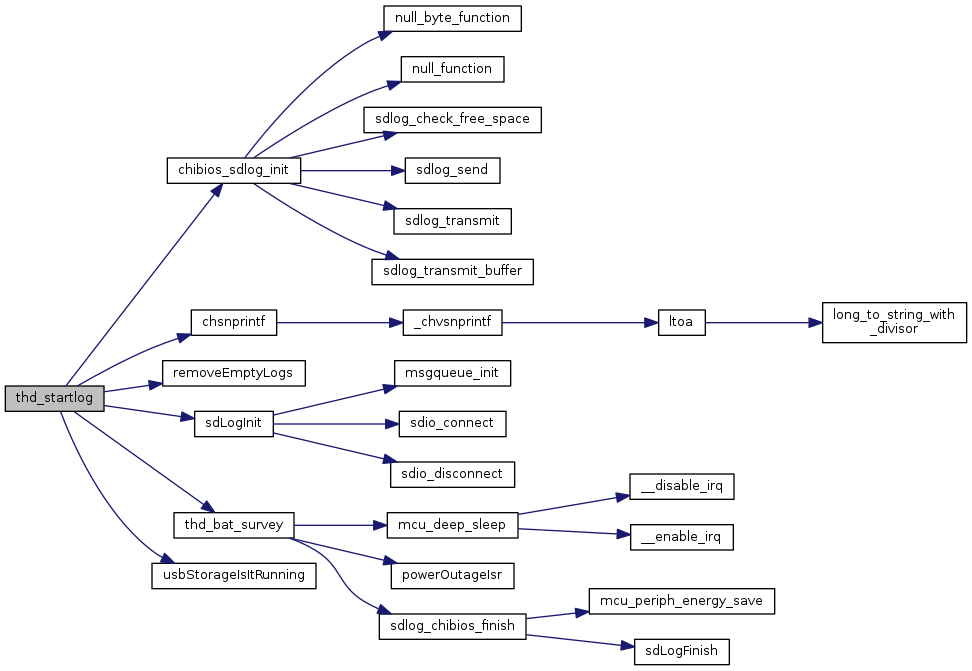 null_byte_function
null_function
sdlog_check_free_space
chibios_sdlog_init
sdlog_send
sdlog_transmit
sdlog_transmit_buffer
chsnprintf
_chvsnprintf
ltoa
long_to_string_with
_divisor
removeEmptyLogs
msgqueue_init
thd_startlog
sdLogInit
sdio_connect
sdio_disconnect
__disable_irq
thd_bat_survey
mcu_deep_sleep
__enable_irq
usbStorageIsItRunning
powerOutageIsr
mcu_periph_energy_save
sdlog_chibios_finish
sdLogFinish